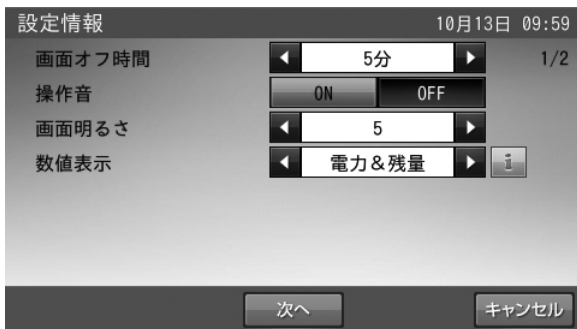 設定情報 10月13日 09:59
画面オフ時間 5分 1/2
操作音 ON OFF
画面明るさ 5
数値表示 電力&残量 i
次へ キャンセル